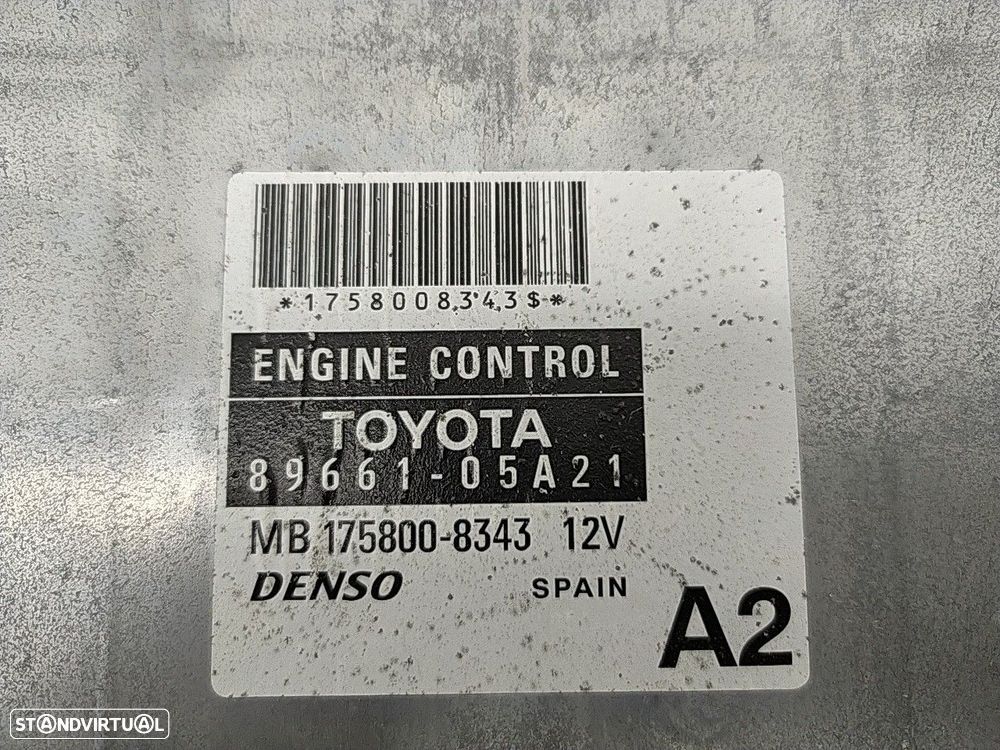 *1758008343$-*
ENGINE CONTROL
TOYOTA
89661-05A21
MB 175800-8343 12V
DENSO SPAIN
A2
STANDVIRTUAL